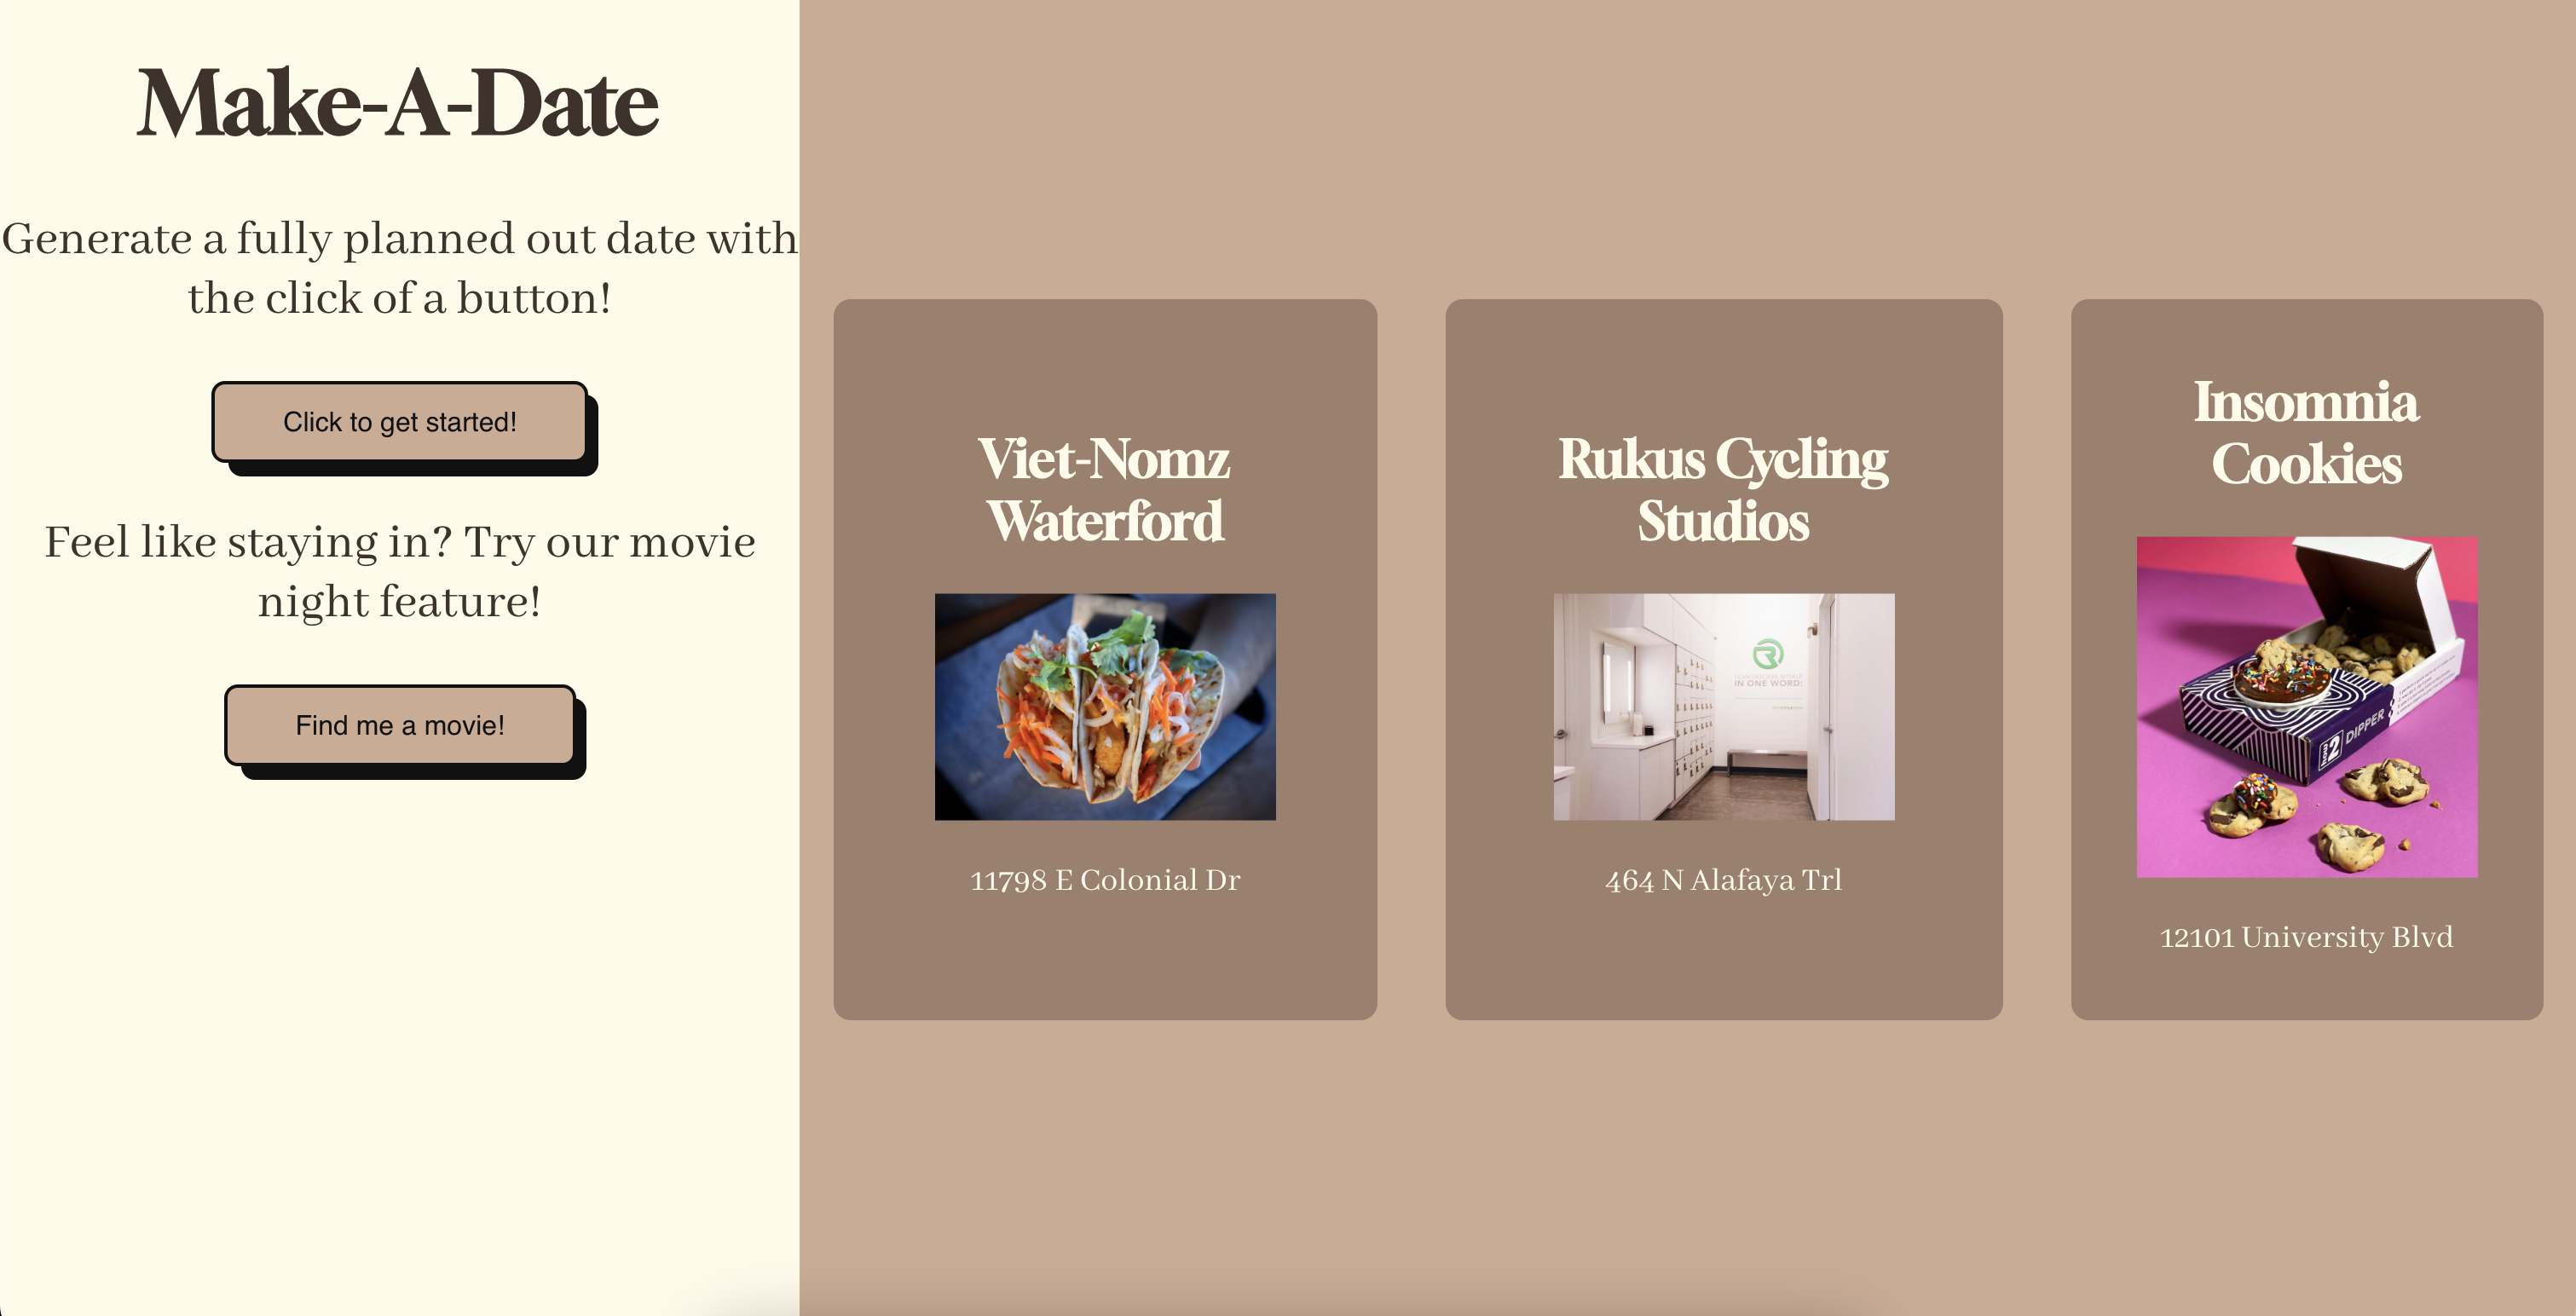 Make-A-Date
Generate a fully planned out date with
the click of a button!
Click to get started!
Feel like staying in? Try our movie
night feature!
Find me a movie!
Viet-Nomz
Waterford
11798 E Colonial Dr
Rukus Cycling
Studios
IN ONE WORD:
464 N Alafaya Trl
Insomnia
Cookies
DIPPER
12101 University Blvd